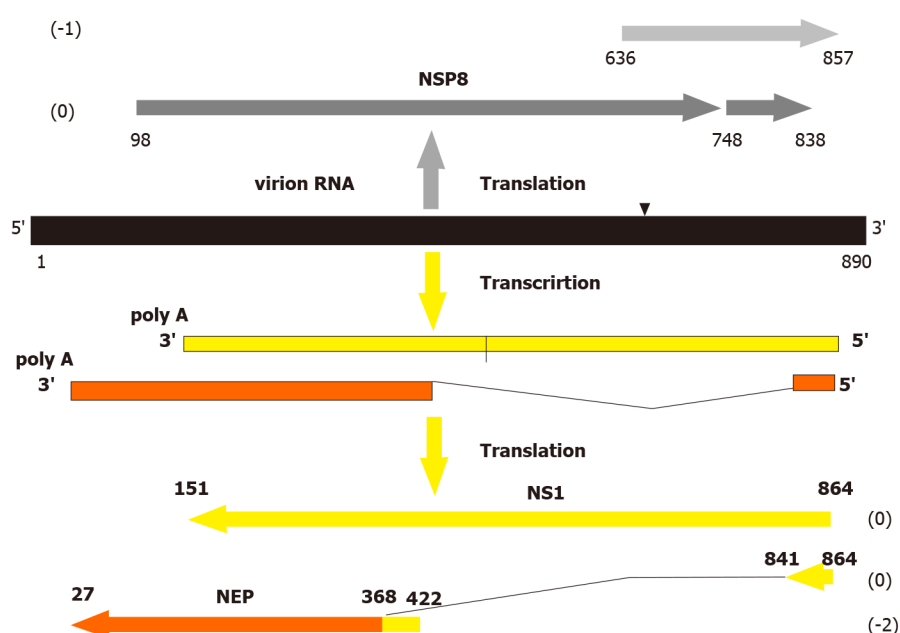 (-1)
636 857
NSP8
(0)
98 748 838
virion RNA Translation
5' 3'
1 890
Transcrirtion
poly A
3' 5'
poly A
3' 5'
Translation
151 NS1 864
(0)
841 864
(0)
27 NEP 368 422
(-2)